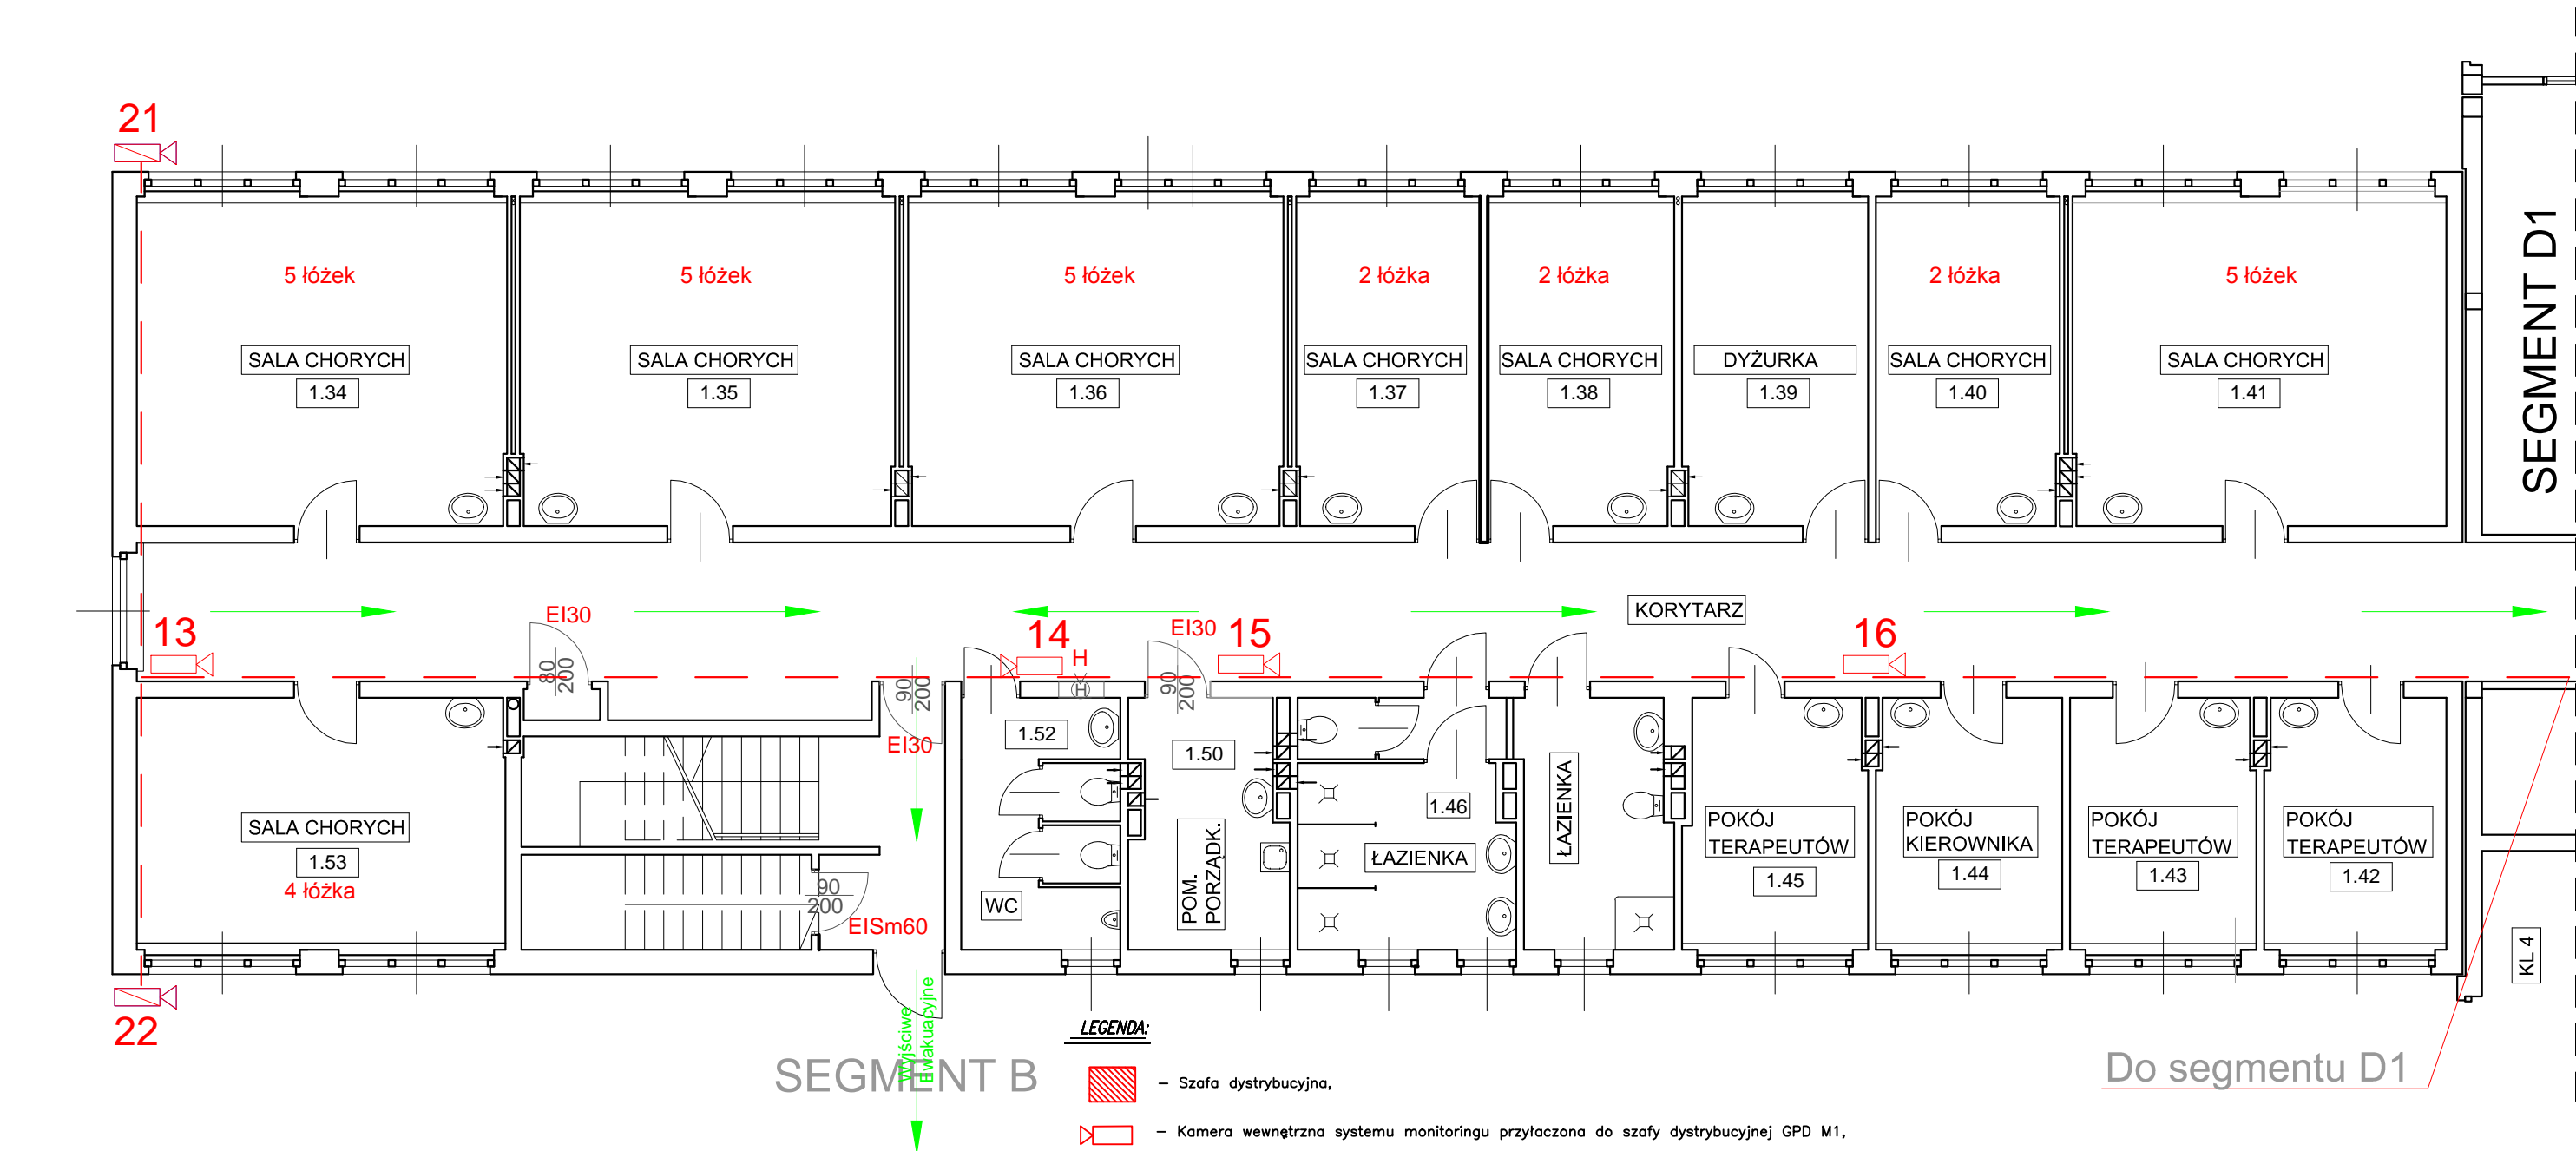 21
5 łóżek
5 łóżek
5 łóżek
2 łóżka
2 łóżka
2 łóżka
5 łóżek
SALA CHORYCH
1.34
SALA CHORYCH
1.35
SALA CHORYCH
1.36
SALA CHORYCH
1.37
SALA CHORYCH
1.38
DYŻURKA
1.39
SALA CHORYCH
1.40
SALA CHORYCH
1.41
SEGMENT D1
KORYTARZ
13
EI30
80
200
14
H
H
EI30
90
200
15
16
90
200
EI30
1.52
WC
1.50
POM.
PORZĄDK.
1.46
ŁAZIENKA
ŁAZIENKA
POKÓJ
TERAPEUTÓW
1.45
POKÓJ
KIEROWNIKA
1.44
POKÓJ
TERAPEUTÓW
1.43
POKÓJ
TERAPEUTÓW
1.42
SALA CHORYCH
1.53
4 łóżka
90
200
EISm60
KL 4
22
Wyjściwe
Ewakuacyjne
SEGMENT B
Do segmentu D1
LEGENDA:
– Szafa dystrybucyjna,
– Kamera wewnętrzna systemu monitoringu przyłaczona do szafy dystrybucyjnej GPD M1,